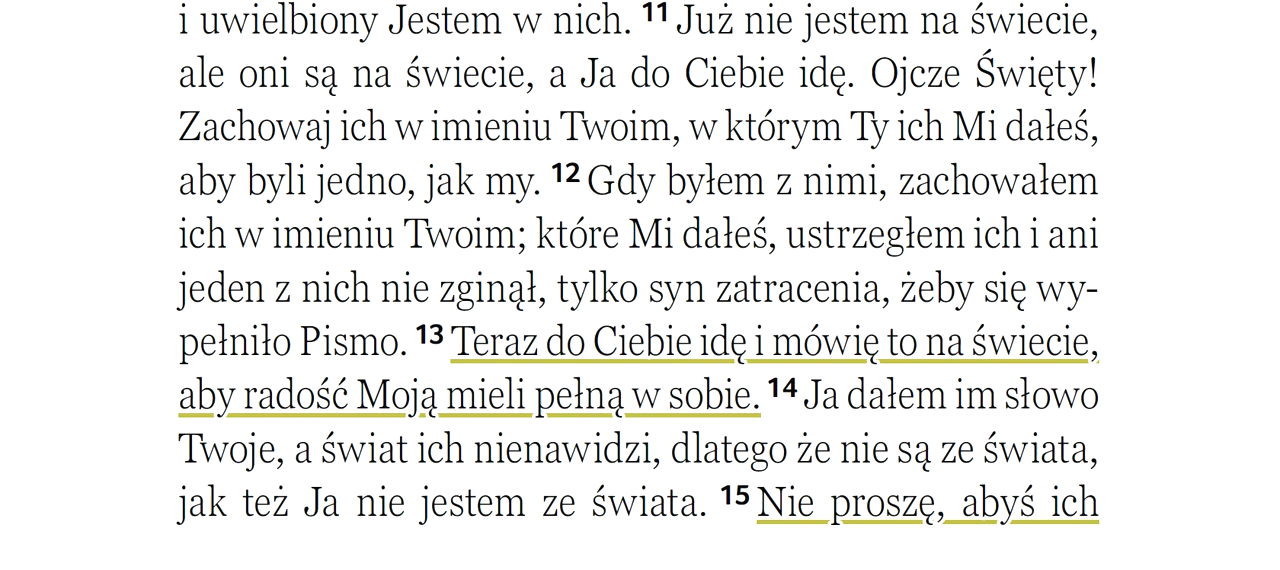 i uwielbiony Jestem w nich. 11 Już nie jestem na świecie,
ale oni są na świecie, a Ja do Ciebie idę. Ojcze Święty!
Zachowaj ich w imieniu Twoim, w którym Ty ich Mi dałeś,
aby byli jedno, jak my. 12 Gdy byłem z nimi, zachowałem
ich w imieniu Twoim; które Mi dałeś, ustrzegłem ich i ani
jeden z nich nie zginął, tylko syn zatracenia, żeby się wy-
pełniło Pismo. 13 Teraz do Ciebie idę i mówię to na świecie,
aby radość Moją mieli pełną w sobie. 14 Ja dałem im słowo
Twoje, a świat ich nienawidzi, dlatego że nie są ze świata,
jak też Ja nie jestem ze świata. 15 Nie proszę, abyś ich